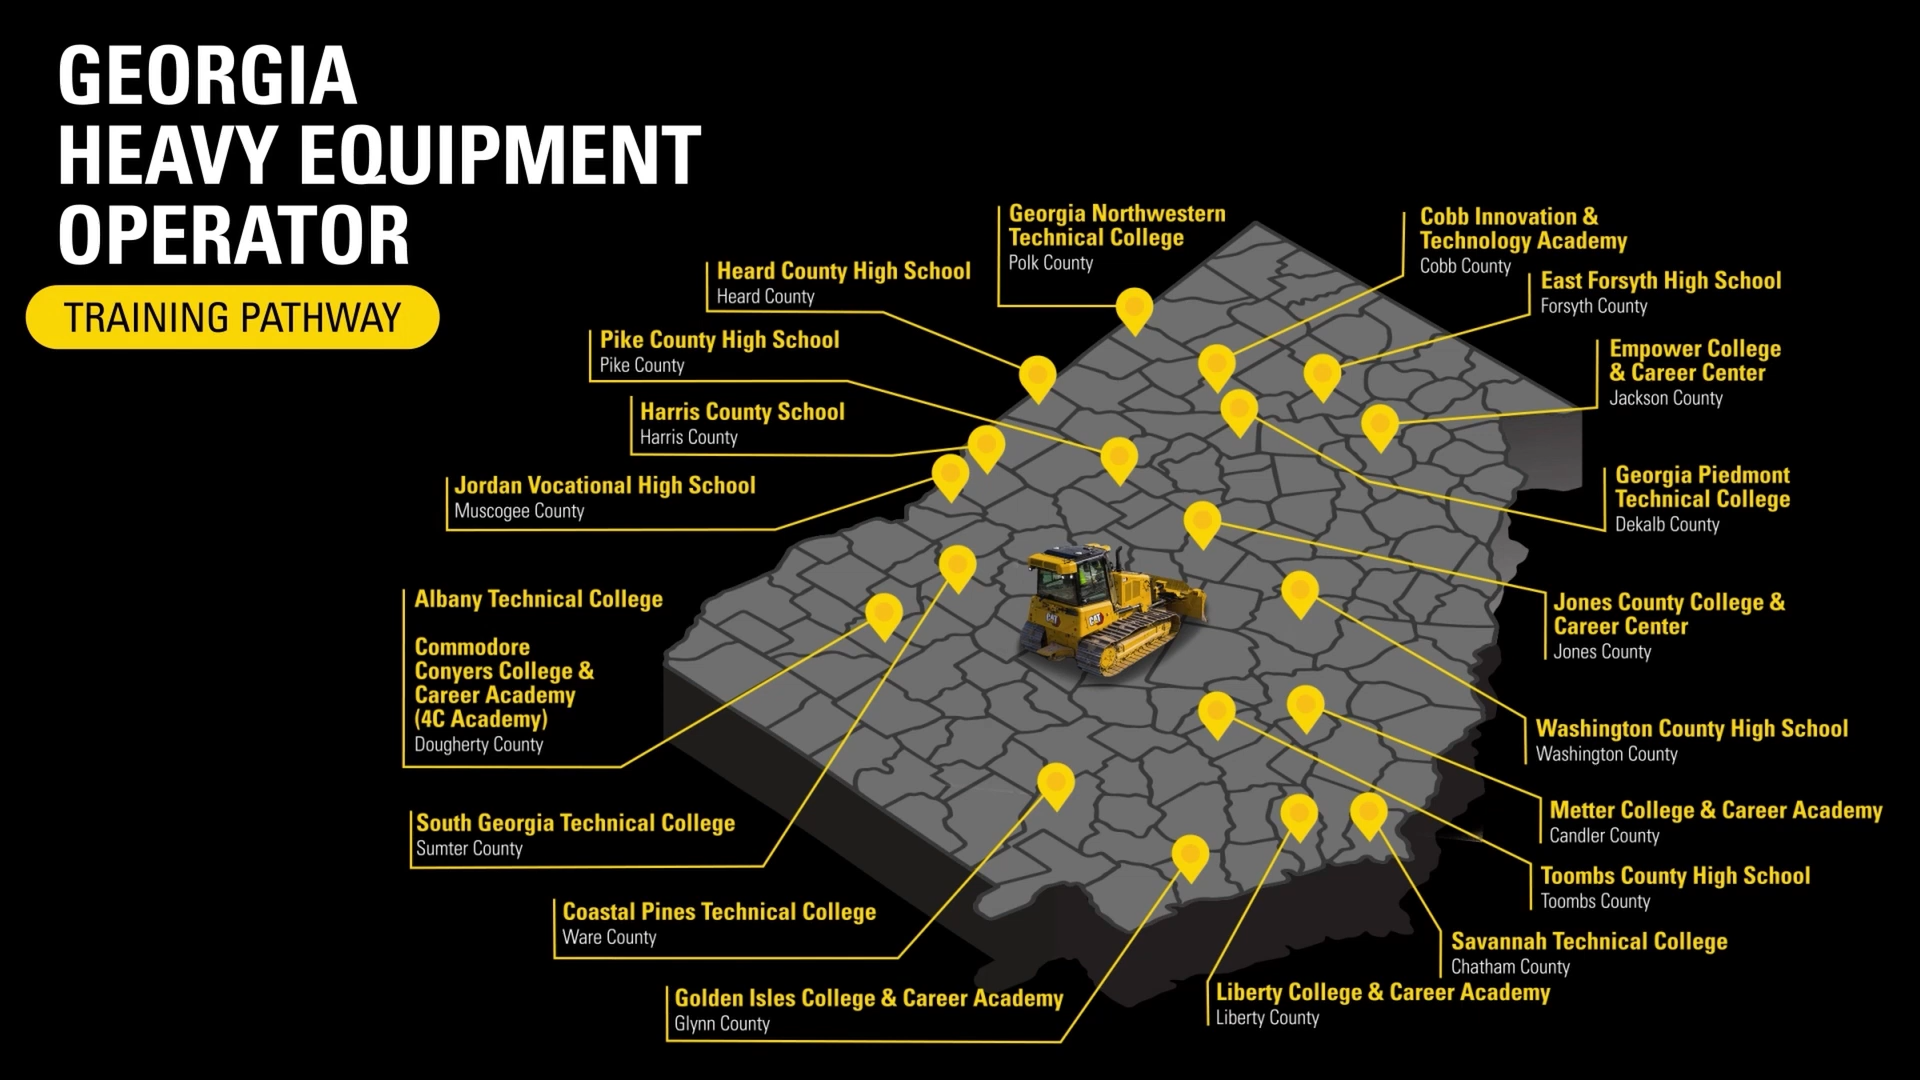 GEORGIA
HEAVY EQUIPMENT
OPERATOR
TRAINING PATHWAY
Georgia Northwestern
Technical College
Polk County
Cobb Innovation &
Technology Academy
Cobb County
Heard County High School
Heard County
East Forsyth High School
Forsyth County
Pike County High School
Pike County
Empower College
& Career Center
Jackson County
Harris County School
Harris County
Jordan Vocational High School
Muscogee County
Georgia Piedmont
Technical College
Dekalb County
Albany Technical College
Commodore
Conyers College &
Career Academy
(4C Academy)
Dougherty County
CAT
CAT
Jones County College &
Career Center
Jones County
Washington County High School
Washington County
South Georgia Technical College
Sumter County
Metter College & Career Academy
Candler County
Toombs County High School
Toombs County
Coastal Pines Technical College
Ware County
Savannah Technical College
Chatham County
Golden Isles College & Career Academy
Glynn County
Liberty College & Career Academy
Liberty County